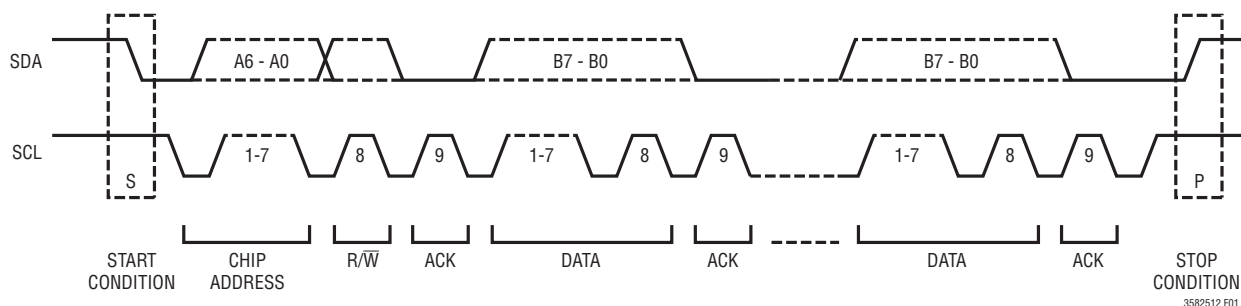 SDA A6 - A0 B7 - B0 B7 - B0
SCL 1-7 8 9 1-7 8 9 1-7 8 9
S P
START CONDITION
CHIP ADDRESS
R/W̅
ACK
DATA
ACK
DATA
ACK
STOP CONDITION
3582512 F01